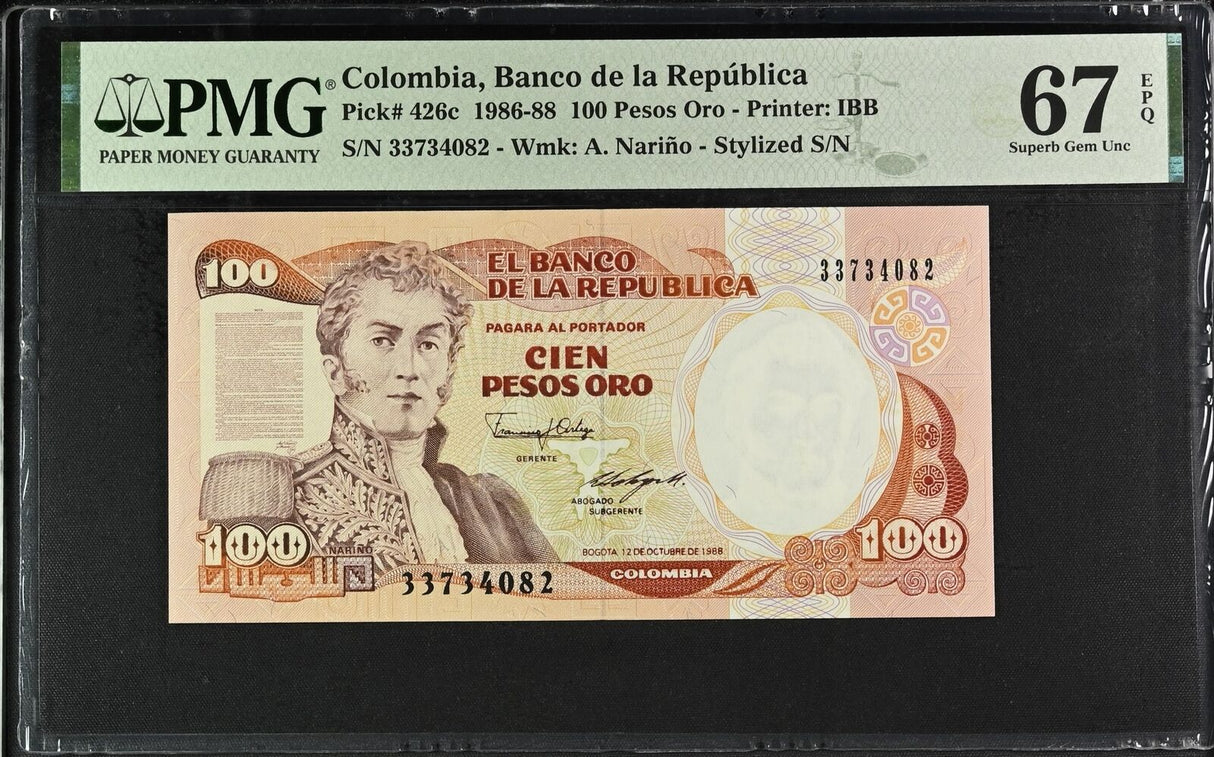 PMG®
PAPER MONEY GUARANTY
Colombia, Banco de la República
Pick# 426c 1986-88 100 Pesos Oro - Printer: IBB
S/N 33734082 - Wmk: A. Nariño - Stylized S/N
67
EPQ
Superb Gem Unc
100
EL BANCO
DE LA REPUBLICA
33734082
PAGARA AL PORTADOR
CIEN
PESOS ORO
GERENTE
ABOGADO
SUBGERENTE
100
NARIÑO
BOGOTA, 12 DE OCTUBRE DE 1988
100
33734082
COLOMBIA